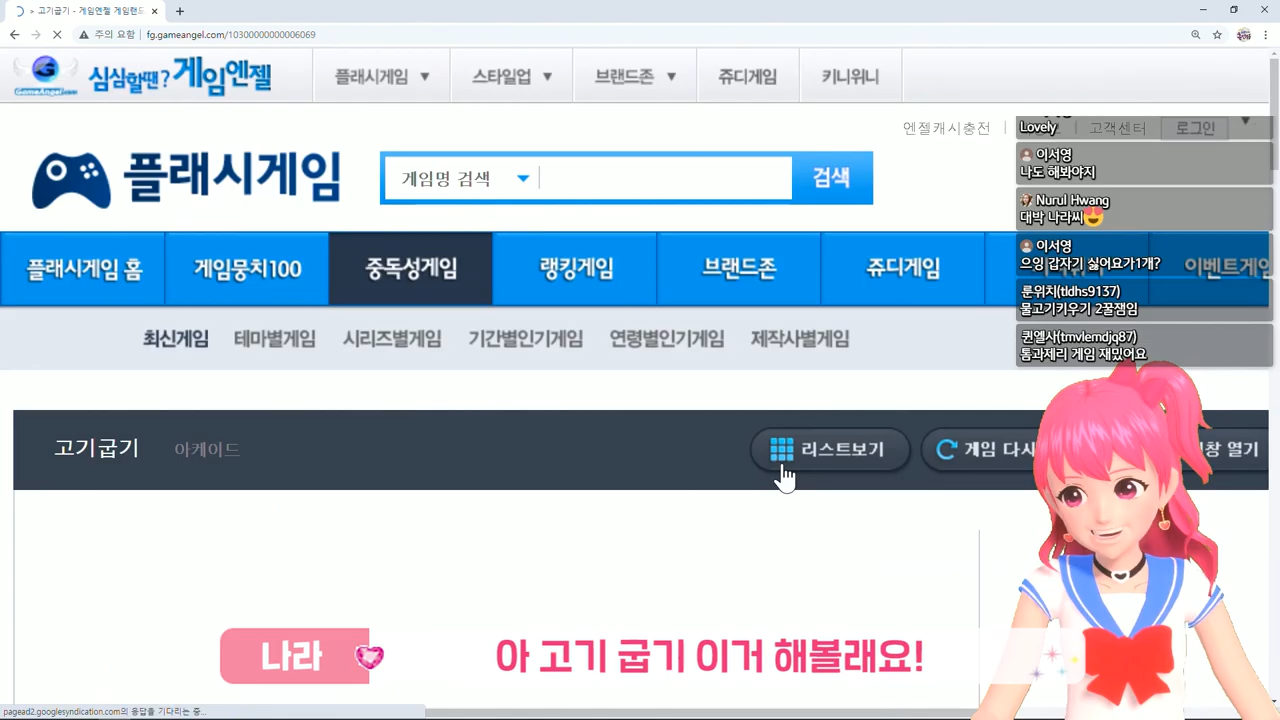 > 고기굽기 - 게임엔젤 게임랜드
주의 요함
fg.gameangel.com/10300000000006069
GameAngel.com
심심할땐? 게임엔젤
플래시게임 ▼
스타일업 ▼
브랜드존 ▼
쥬디게임
키니위니
엔젤캐시충전
고객센터
로그인
플래시게임
게임명 검색
검색
플래시게임 홈
게임뭉치100
중독성게임
랭킹게임
브랜드존
쥬디게임
이벤트게임
최신게임
테마별게임
시리즈별게임
기간별인기게임
연령별인기게임
제작사별게임
Lovely
이서영
나도 해봐야지
Nurul Hwang
대박 나라씨😍
이서영
으잉 갑자기 싫어요가1개?
룬위치(tldhs9137)
물고기키우기 2꿀잼임
퀸엘사(tmvlemdjq87)
톰과제리 게임 재밌어요
고기굽기
아케이드
리스트보기
게임 다시
창 열기
나라
아 고기 굽기 이거 해볼래요!
pagead2.googlesyndication.com의 응답을 기다리는 중...